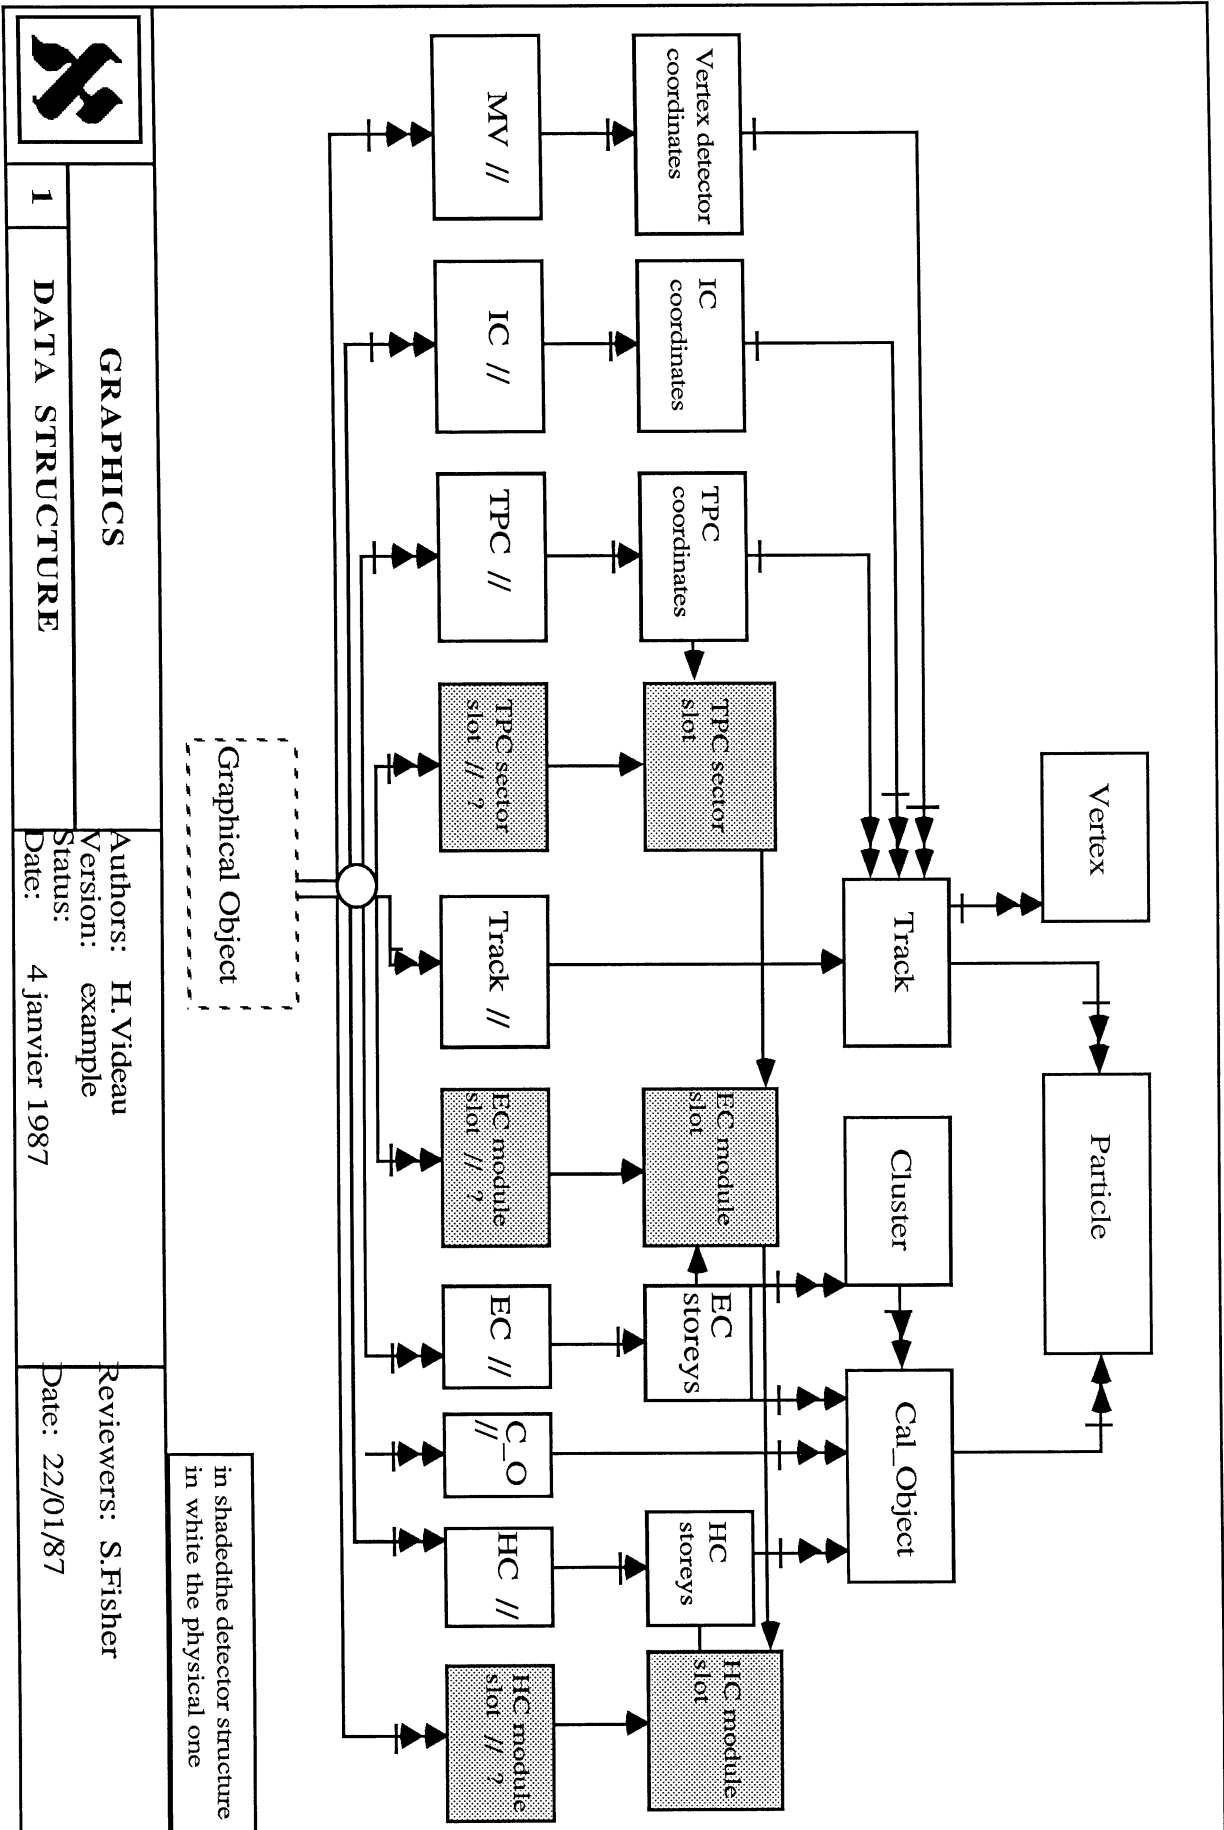 Vertex
Particle
Track
Cluster
Cal_Object
Vertex detector
coordinates
IC
coordinates
TPC
coordinates
TPC sector
slot
EC module
slot
EC
storeys
HC
storeys
HC module
slot
MV //
IC //
TPC //
TPC sector
slot // ?
Track //
EC module
slot // ?
EC //
C_O
//
HC //
HC module
slot // ?
Graphical Object
in shadedthe detector structure
in white the physical one
א
GRAPHICS
1
DATA STRUCTURE
Authors: H.Videau
Version: example
Status:
Date: 4 janvier 1987
Reviewers: S.Fisher
Date: 22/01/87